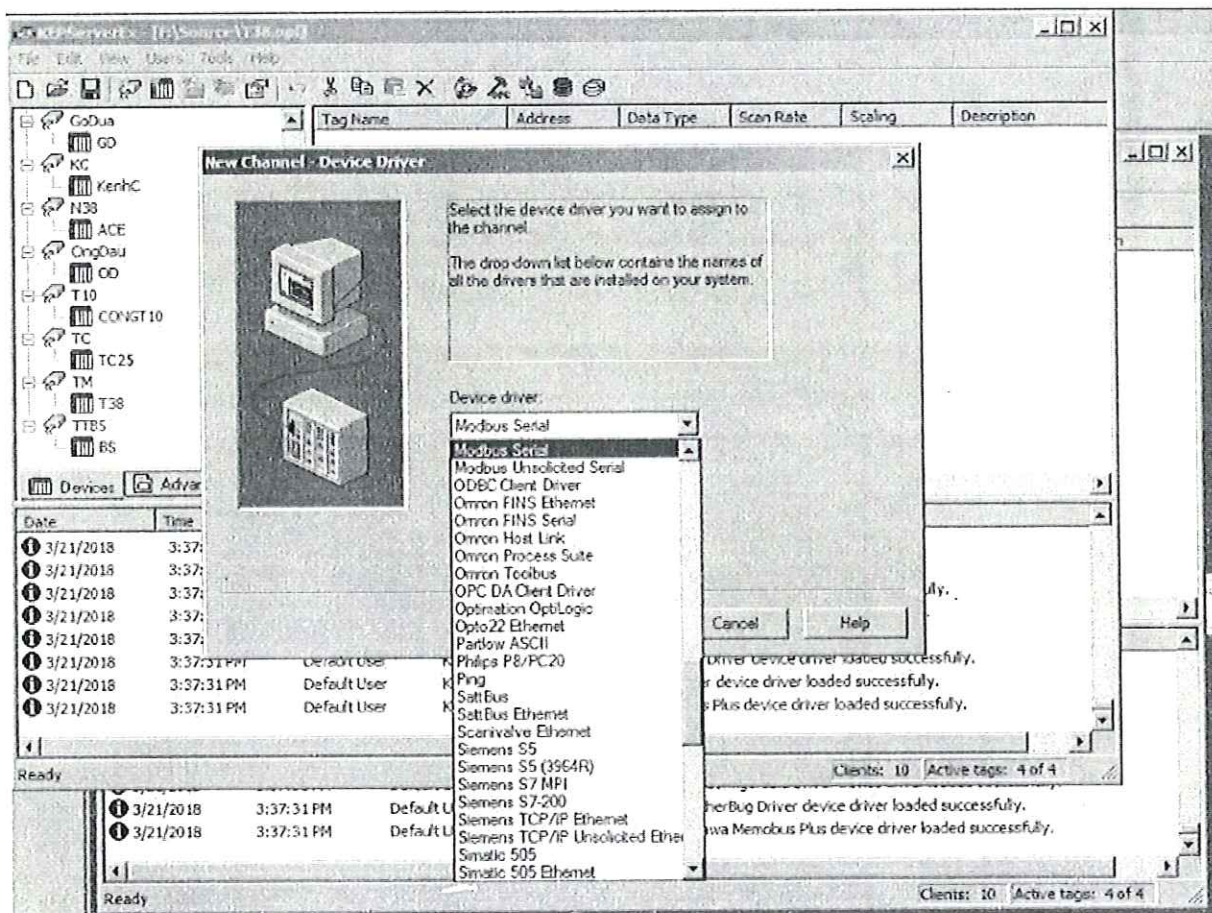 KEPServerEx - [F:\Source\T38.opf]
File Edit View Users Tools Help
Tag Name Address Data Type Scan Rate Scaling Description
GoDua
GD
KC
KenhC
N38
ACE
OngDau
OD
T10
CONGT10
TC
TC25
TM
T38
TTBS
BS
Devices Advan
New Channel - Device Driver
Select the device driver you want to assign to
the channel.
The drop-down list below contains the names of
all the drivers that are installed on your system.
Device driver:
Modbus Serial
Modbus Serial
Modbus Unsolicited Serial
ODBC Client Driver
Omron FINS Ethernet
Omron FINS Serial
Omron Host Link
Omron Process Suite
Omron Toolbus
OPC DA Client Driver
Optimation OptiLogic
Opto22 Ethernet
Partlow ASCII
Philips P8/PC20
Ping
SattBus
SattBus Ethernet
Scanivalve Ethernet
Siemens S5
Siemens S5 (3964R)
Siemens S7 MPI
Siemens S7-200
Siemens TCP/IP Ethernet
Siemens TCP/IP Unsolicited Ether
Simatic 505
Simatic 505 Ethernet
Cancel Help
Date Time
3/21/2018 3:37:
3/21/2018 3:37:
3/21/2018 3:37:
3/21/2018 3:37:
3/21/2018 3:37:
3/21/2018 3:37:31 PM Default User K Driver device driver loaded successfully.
3/21/2018 3:37:31 PM Default User K r device driver loaded successfully.
3/21/2018 3:37:31 PM Default User K s Plus device driver loaded successfully.
Ready Clients: 10 Active tags: 4 of 4
3/21/2018 3:37:31 PM Default U herBug Driver device driver loaded successfully.
3/21/2018 3:37:31 PM Default U wa Memobus Plus device driver loaded successfully.
Ready Clients: 10 Active tags: 4 of 4